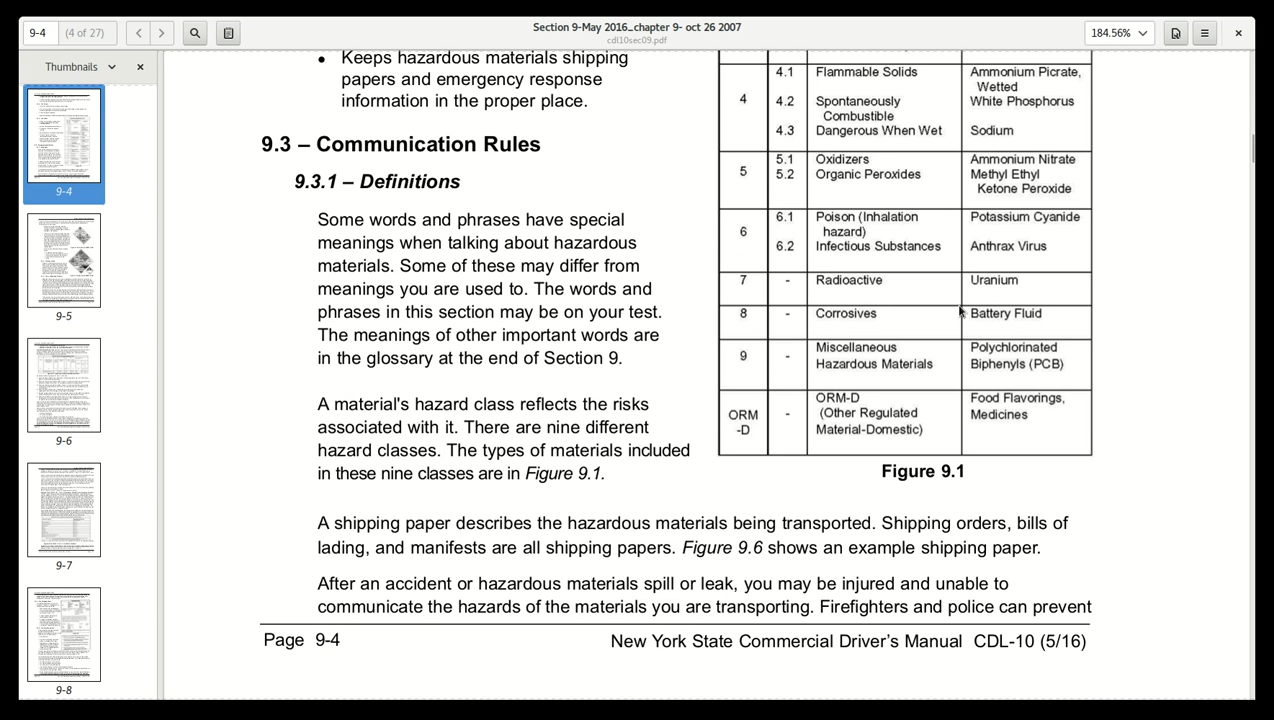 9-4 (4 of 27)
Section 9-May 2016_chapter 9- oct 26 2007
cdl10sec09.pdf
184.56%
Thumbnails
9-4
9-5
9-6
9-7
9-8
• Keeps hazardous materials shipping
papers and emergency response
information in the proper place.
9.3 – Communication Rules
9.3.1 – Definitions
Some words and phrases have special
meanings when talking about hazardous
materials. Some of these may differ from
meanings you are used to. The words and
phrases in this section may be on your test.
The meanings of other important words are
in the glossary at the end of Section 9.
A material's hazard class reflects the risks
associated with it. There are nine different
hazard classes. The types of materials included
in these nine classes are in Figure 9.1.
4 4.1 Flammable Solids Ammonium Picrate,
Wetted
4.2 Spontaneously White Phosphorus
Combustible
4.3 Dangerous When Wet Sodium
5 5.1 Oxidizers Ammonium Nitrate
5.2 Organic Peroxides Methyl Ethyl
Ketone Peroxide
6 6.1 Poison (Inhalation Potassium Cyanide
hazard)
6.2 Infectious Substances Anthrax Virus
7 - Radioactive Uranium
8 - Corrosives Battery Fluid
9 - Miscellaneous Polychlorinated
Hazardous Materials Biphenyls (PCB)
ORM - ORM-D Food Flavorings,
-D (Other Regulated Medicines
Material-Domestic)
Figure 9.1
A shipping paper describes the hazardous materials being transported. Shipping orders, bills of
lading, and manifests are all shipping papers. Figure 9.6 shows an example shipping paper.
After an accident or hazardous materials spill or leak, you may be injured and unable to
communicate the hazards of the materials you are transporting. Firefighters and police can prevent
Page 9-4 New York State Commercial Driver's Manual CDL-10 (5/16)